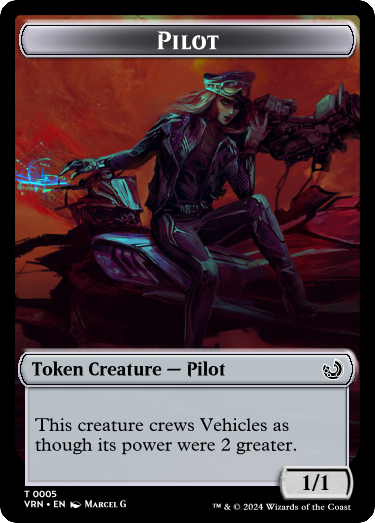 PILOT
Token Creature — Pilot
This creature crews Vehicles as
though its power were 2 greater.
1/1
T 0005
VRN • EN MARCEL G
™ & © 2024 Wizards of the Coast